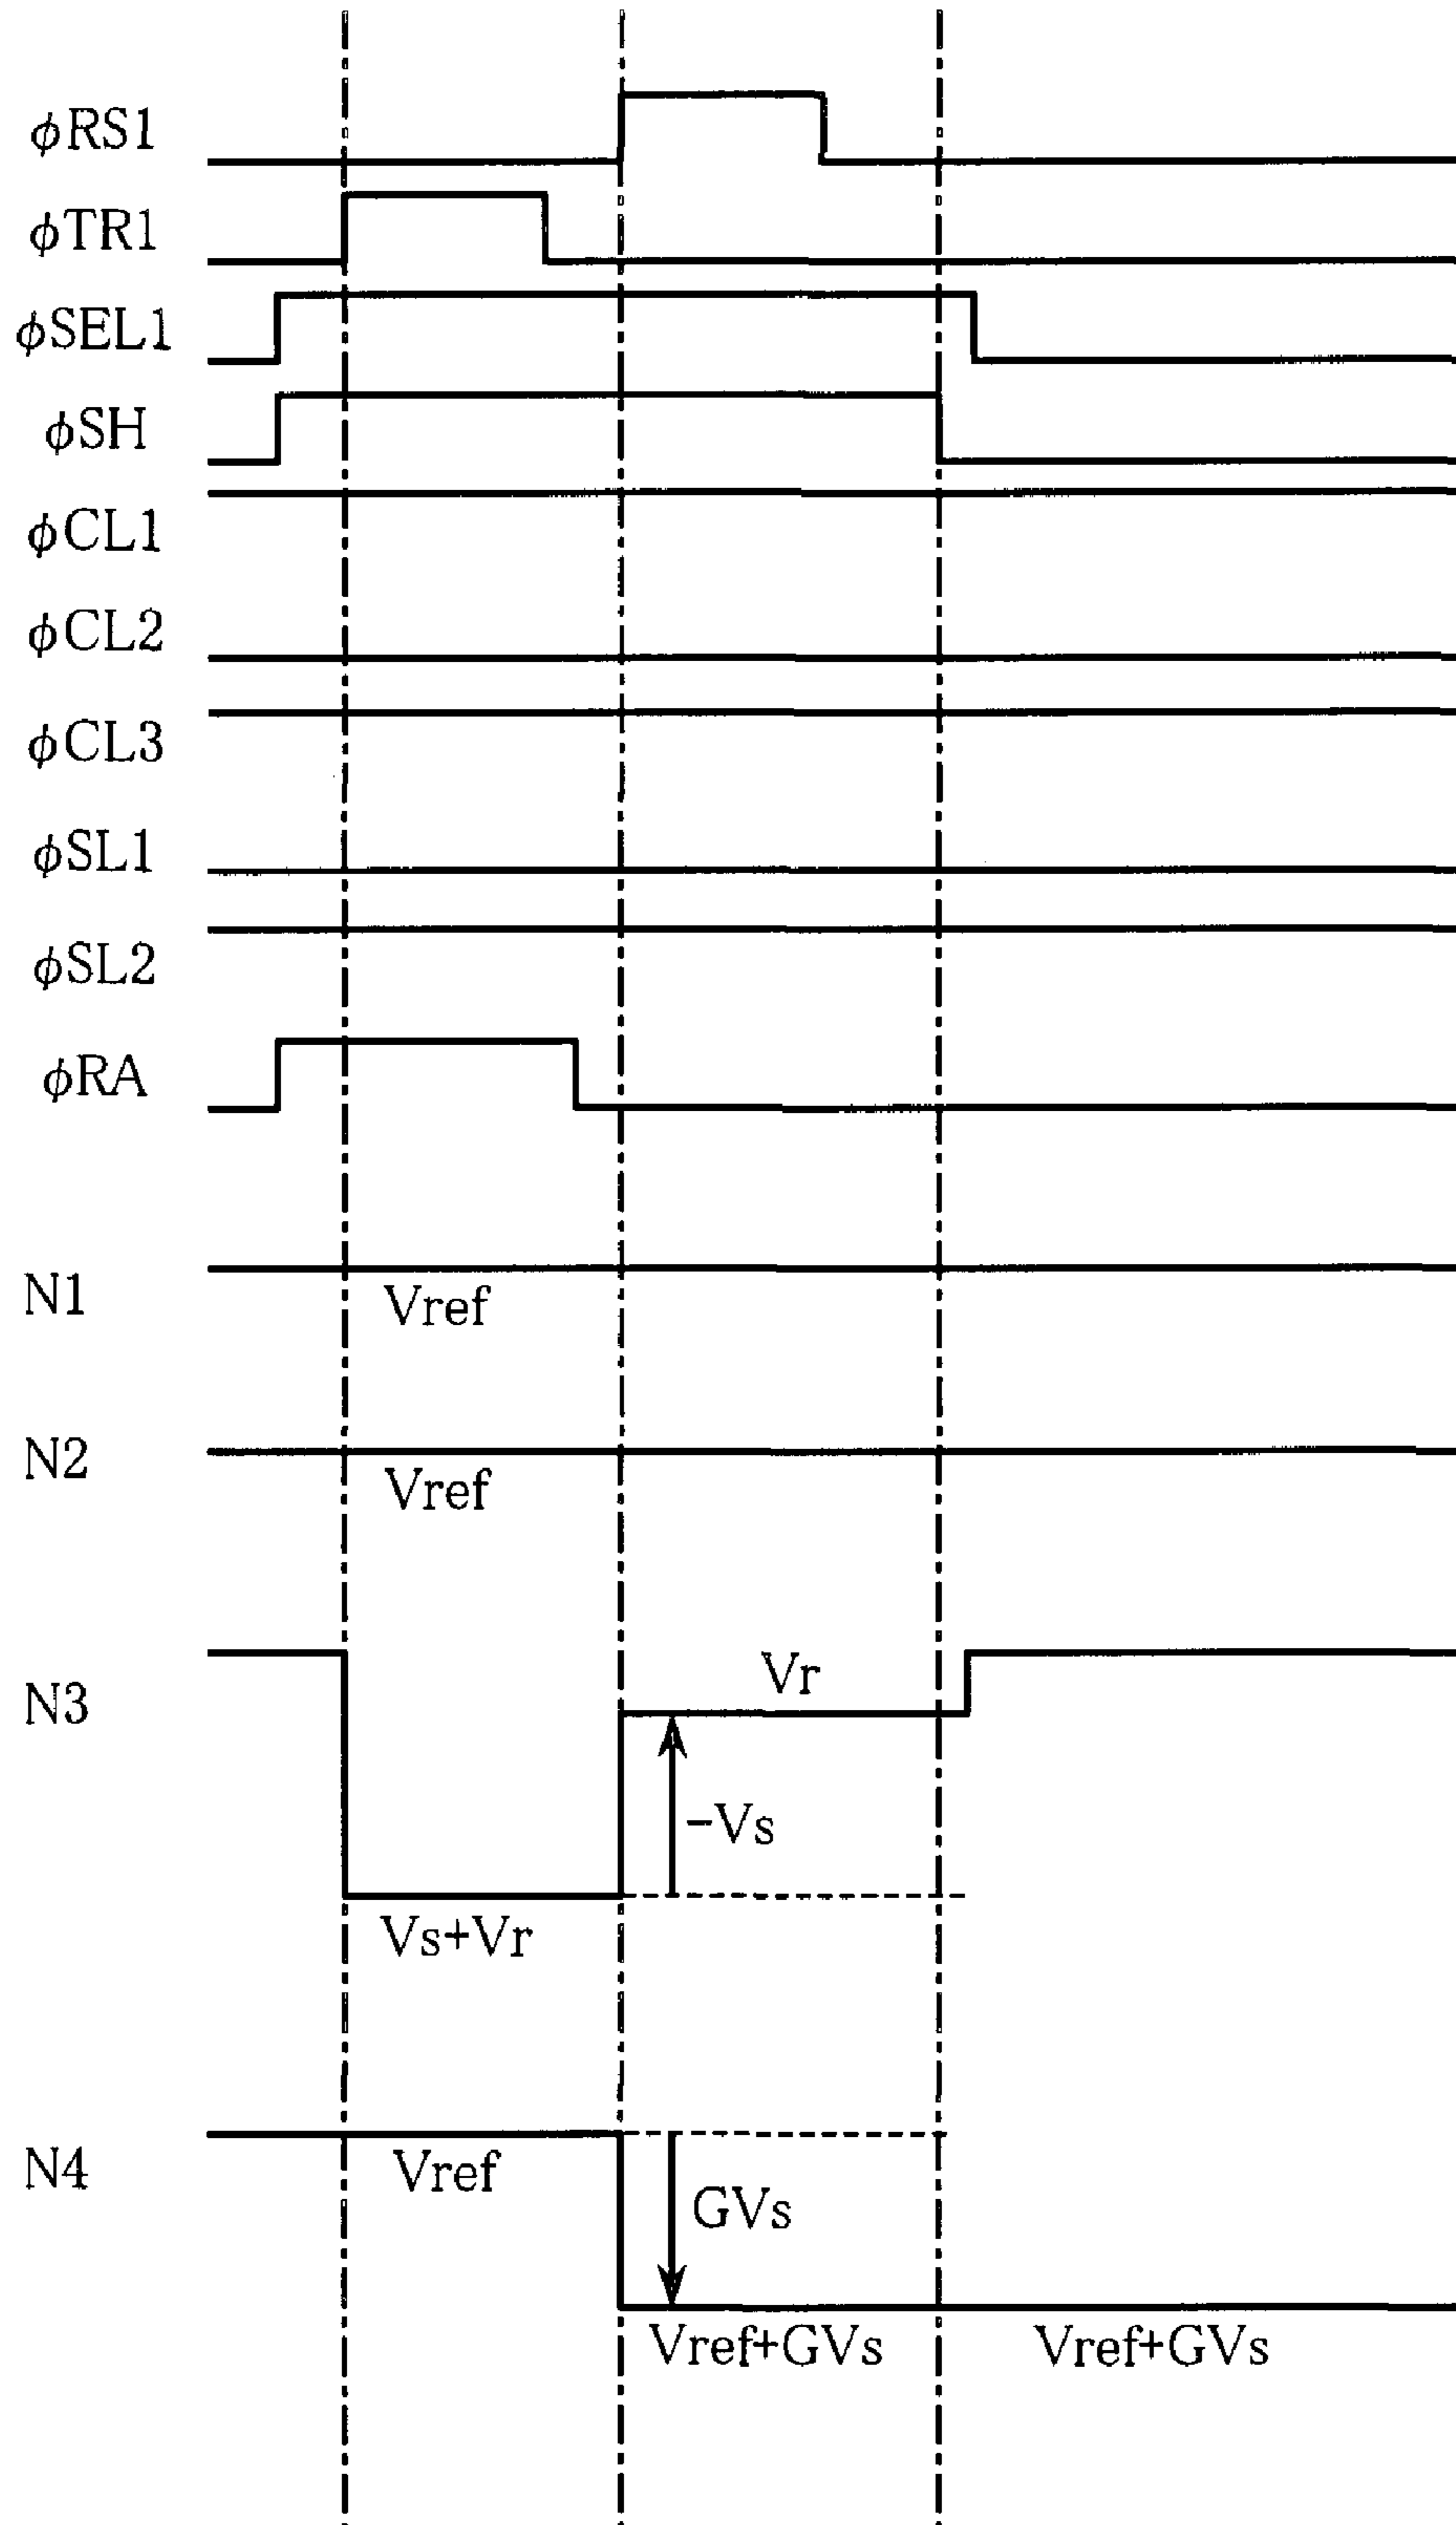 ϕRS1
ϕTR1
ϕSEL1
ϕSH
ϕCL1
ϕCL2
ϕCL3
ϕSL1
ϕSL2
ϕRA
N1
Vref
N2
Vref
N3
Vr
-Vs
Vs+Vr
N4
Vref
GVs
Vref+GVs Vref+GVs